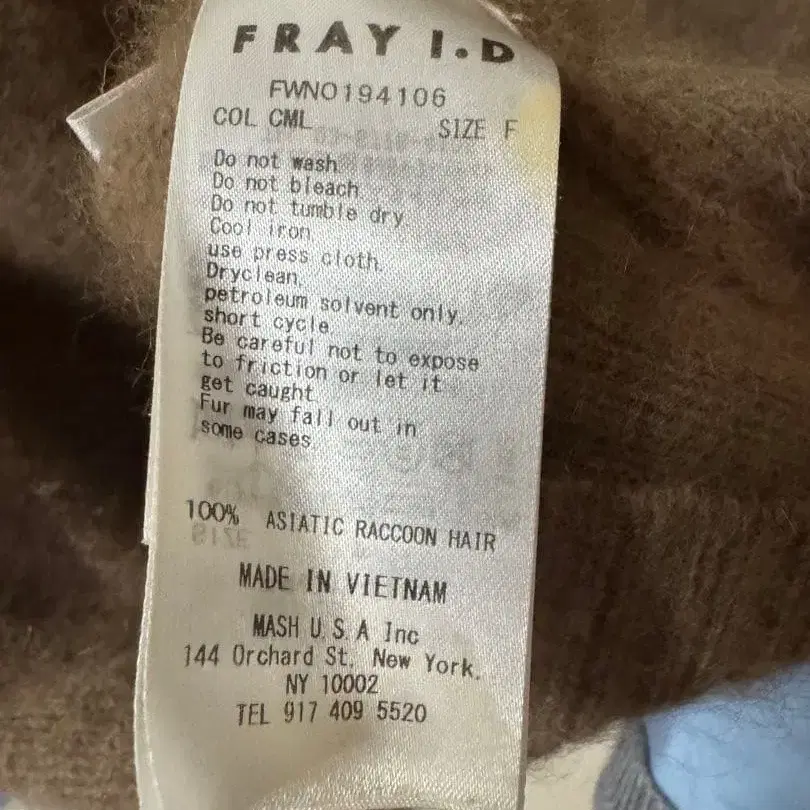 FRAY I.D
FWNO194106
COL CML SIZE F
Do not wash
Do not bleach
Do not tumble dry.
Cool iron.
use press cloth.
Dryclean.
petroleum solvent only.
short cycle.
Be careful not to expose
to friction or let it
get caught
Fur may fall out in
some cases.
100% ASIATIC RACCOON HAIR
SIZE
MADE IN VIETNAM
MASH U.S.A Inc
144 Orchard St. New York.
NY 10002
TEL 917 409 5520